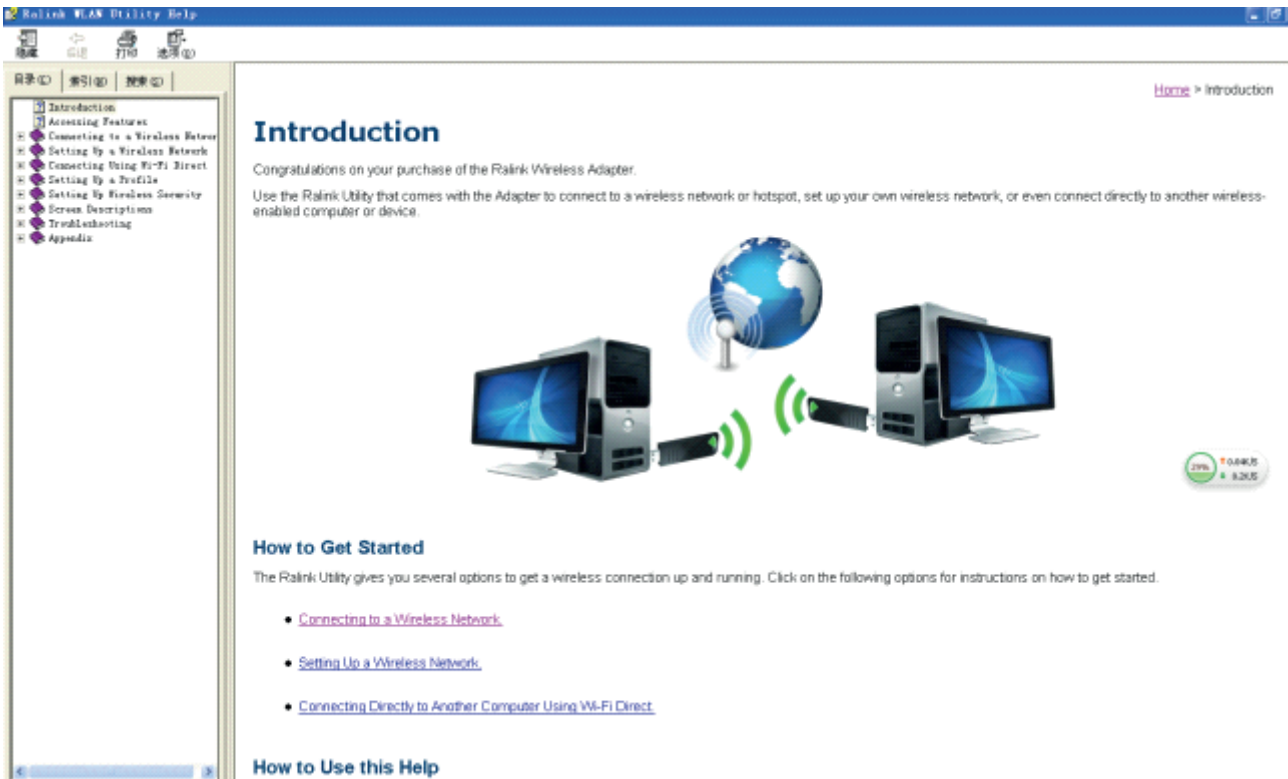 Ralink WLAN Utility Help
隐藏 后退 打印 选项(O)
目录(C) 索引(N) 搜索(S)
Introduction
Accessing Features
Connecting to a Wireless Networ
Setting Up a Wireless Network
Connecting Using Wi-Fi Direct
Setting Up a Profile
Setting Up Wireless Security
Screen Descriptions
Troubleshooting
Appendix
Home > Introduction
Introduction
Congratulations on your purchase of the Ralink Wireless Adapter.
Use the Ralink Utility that comes with the Adapter to connect to a wireless network or hotspot, set up your own wireless network, or even connect directly to another wireless-
enabled computer or device.
How to Get Started
The Ralink Utility gives you several options to get a wireless connection up and running. Click on the following options for instructions on how to get started.
Connecting to a Wireless Network.
Setting Up a Wireless Network.
Connecting Directly to Another Computer Using Wi-Fi Direct.
How to Use this Help